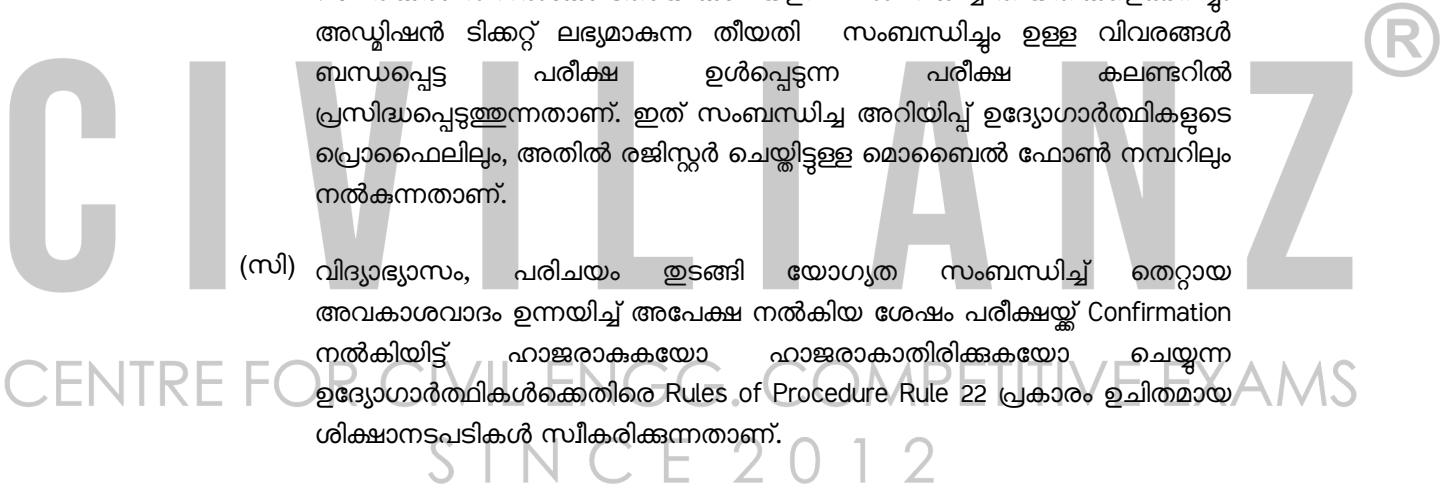 അഡ്മിഷൻ ടിക്കറ്റ് ലഭ്യമാകുന്ന തീയതി സംബന്ധിച്ചും ഉള്ള വിവരങ്ങൾ
ബന്ധപ്പെട്ട പരീക്ഷ ഉൾപ്പെടുന്ന പരീക്ഷ കലണ്ടറിൽ
പ്രസിദ്ധപ്പെടുത്തുന്നതാണ്. ഇത് സംബന്ധിച്ച അറിയിപ്പ് ഉദ്യോഗാർത്ഥികളുടെ
പ്രൊഫൈലിലും, അതിൽ രജിസ്റ്റർ ചെയ്തിട്ടുള്ള മൊബൈൽ ഫോൺ നമ്പറിലും
നൽകുന്നതാണ്.
(സി) വിദ്യാഭ്യാസം, പരിചയം തുടങ്ങി യോഗ്യത സംബന്ധിച്ച് തെറ്റായ
അവകാശവാദം ഉന്നയിച്ച് അപേക്ഷ നൽകിയ ശേഷം പരീക്ഷയ്ക്ക് Confirmation
നൽകിയിട്ട് ഹാജരാകുകയോ ഹാജരാകാതിരിക്കുകയോ ചെയ്യുന്ന
ഉദ്യോഗാർത്ഥികൾക്കെതിരെ Rules of Procedure Rule 22 പ്രകാരം ഉചിതമായ
ശിക്ഷാനടപടികൾ സ്വീകരിക്കുന്നതാണ്.
CIVILIANZ ®
CENTRE FOR CIVIL ENGG. COMPETITIVE EXAMS
SINCE 2012